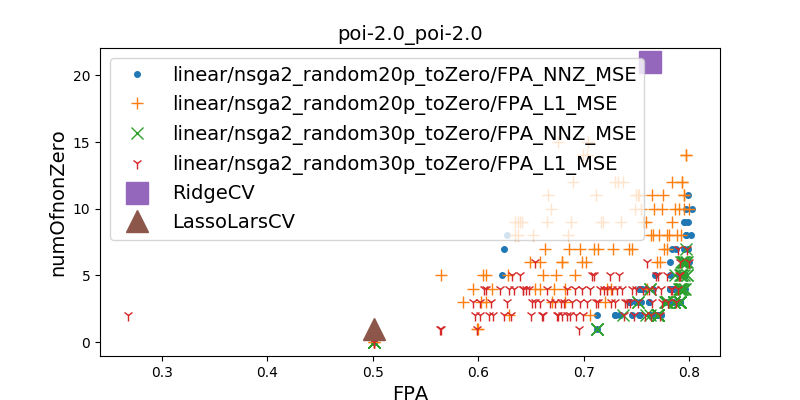 poi-2.0_poi-2.0
linear/nsga2_random20p_toZero/FPA_NNZ_MSE
linear/nsga2_random20p_toZero/FPA_L1_MSE
linear/nsga2_random30p_toZero/FPA_NNZ_MSE
linear/nsga2_random30p_toZero/FPA_L1_MSE
RidgeCV
LassoLarsCV
numOfnonZero
20
15
10
5
0
0.3 0.4 0.5 0.6 0.7 0.8
FPA